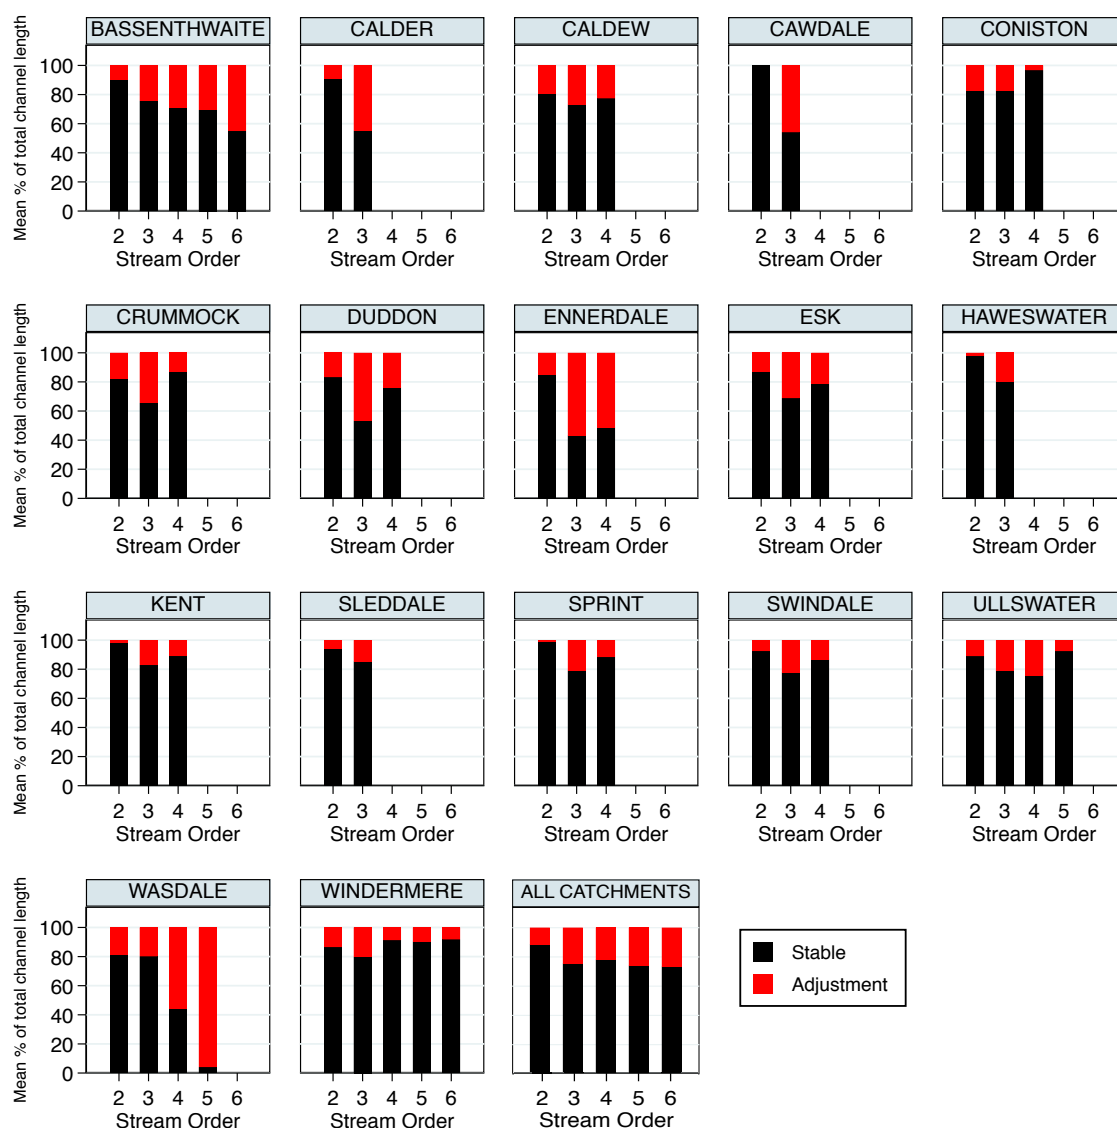 BASSENTHWAITE CALDER CALDEW CAWDALE CONISTON
Mean % of total channel length
100
80
60
40
20
0
2 3 4 5 6 2 3 4 5 6 2 3 4 5 6 2 3 4 5 6 2 3 4 5 6
Stream Order Stream Order Stream Order Stream Order Stream Order
CRUMMOCK DUDDON ENNERDALE ESK HAWESWATER
Mean % of total channel length
100
80
60
40
20
0
2 3 4 5 6 2 3 4 5 6 2 3 4 5 6 2 3 4 5 6 2 3 4 5 6
Stream Order Stream Order Stream Order Stream Order Stream Order
KENT SLEDDALE SPRINT SWINDALE ULLSWATER
Mean % of total channel length
100
80
60
40
20
0
2 3 4 5 6 2 3 4 5 6 2 3 4 5 6 2 3 4 5 6 2 3 4 5 6
Stream Order Stream Order Stream Order Stream Order Stream Order
WASDALE WINDERMERE ALL CATCHMENTS
Mean % of total channel length
100
80
60
40
20
0
2 3 4 5 6 2 3 4 5 6 2 3 4 5 6
Stream Order Stream Order Stream Order
Stable
Adjustment